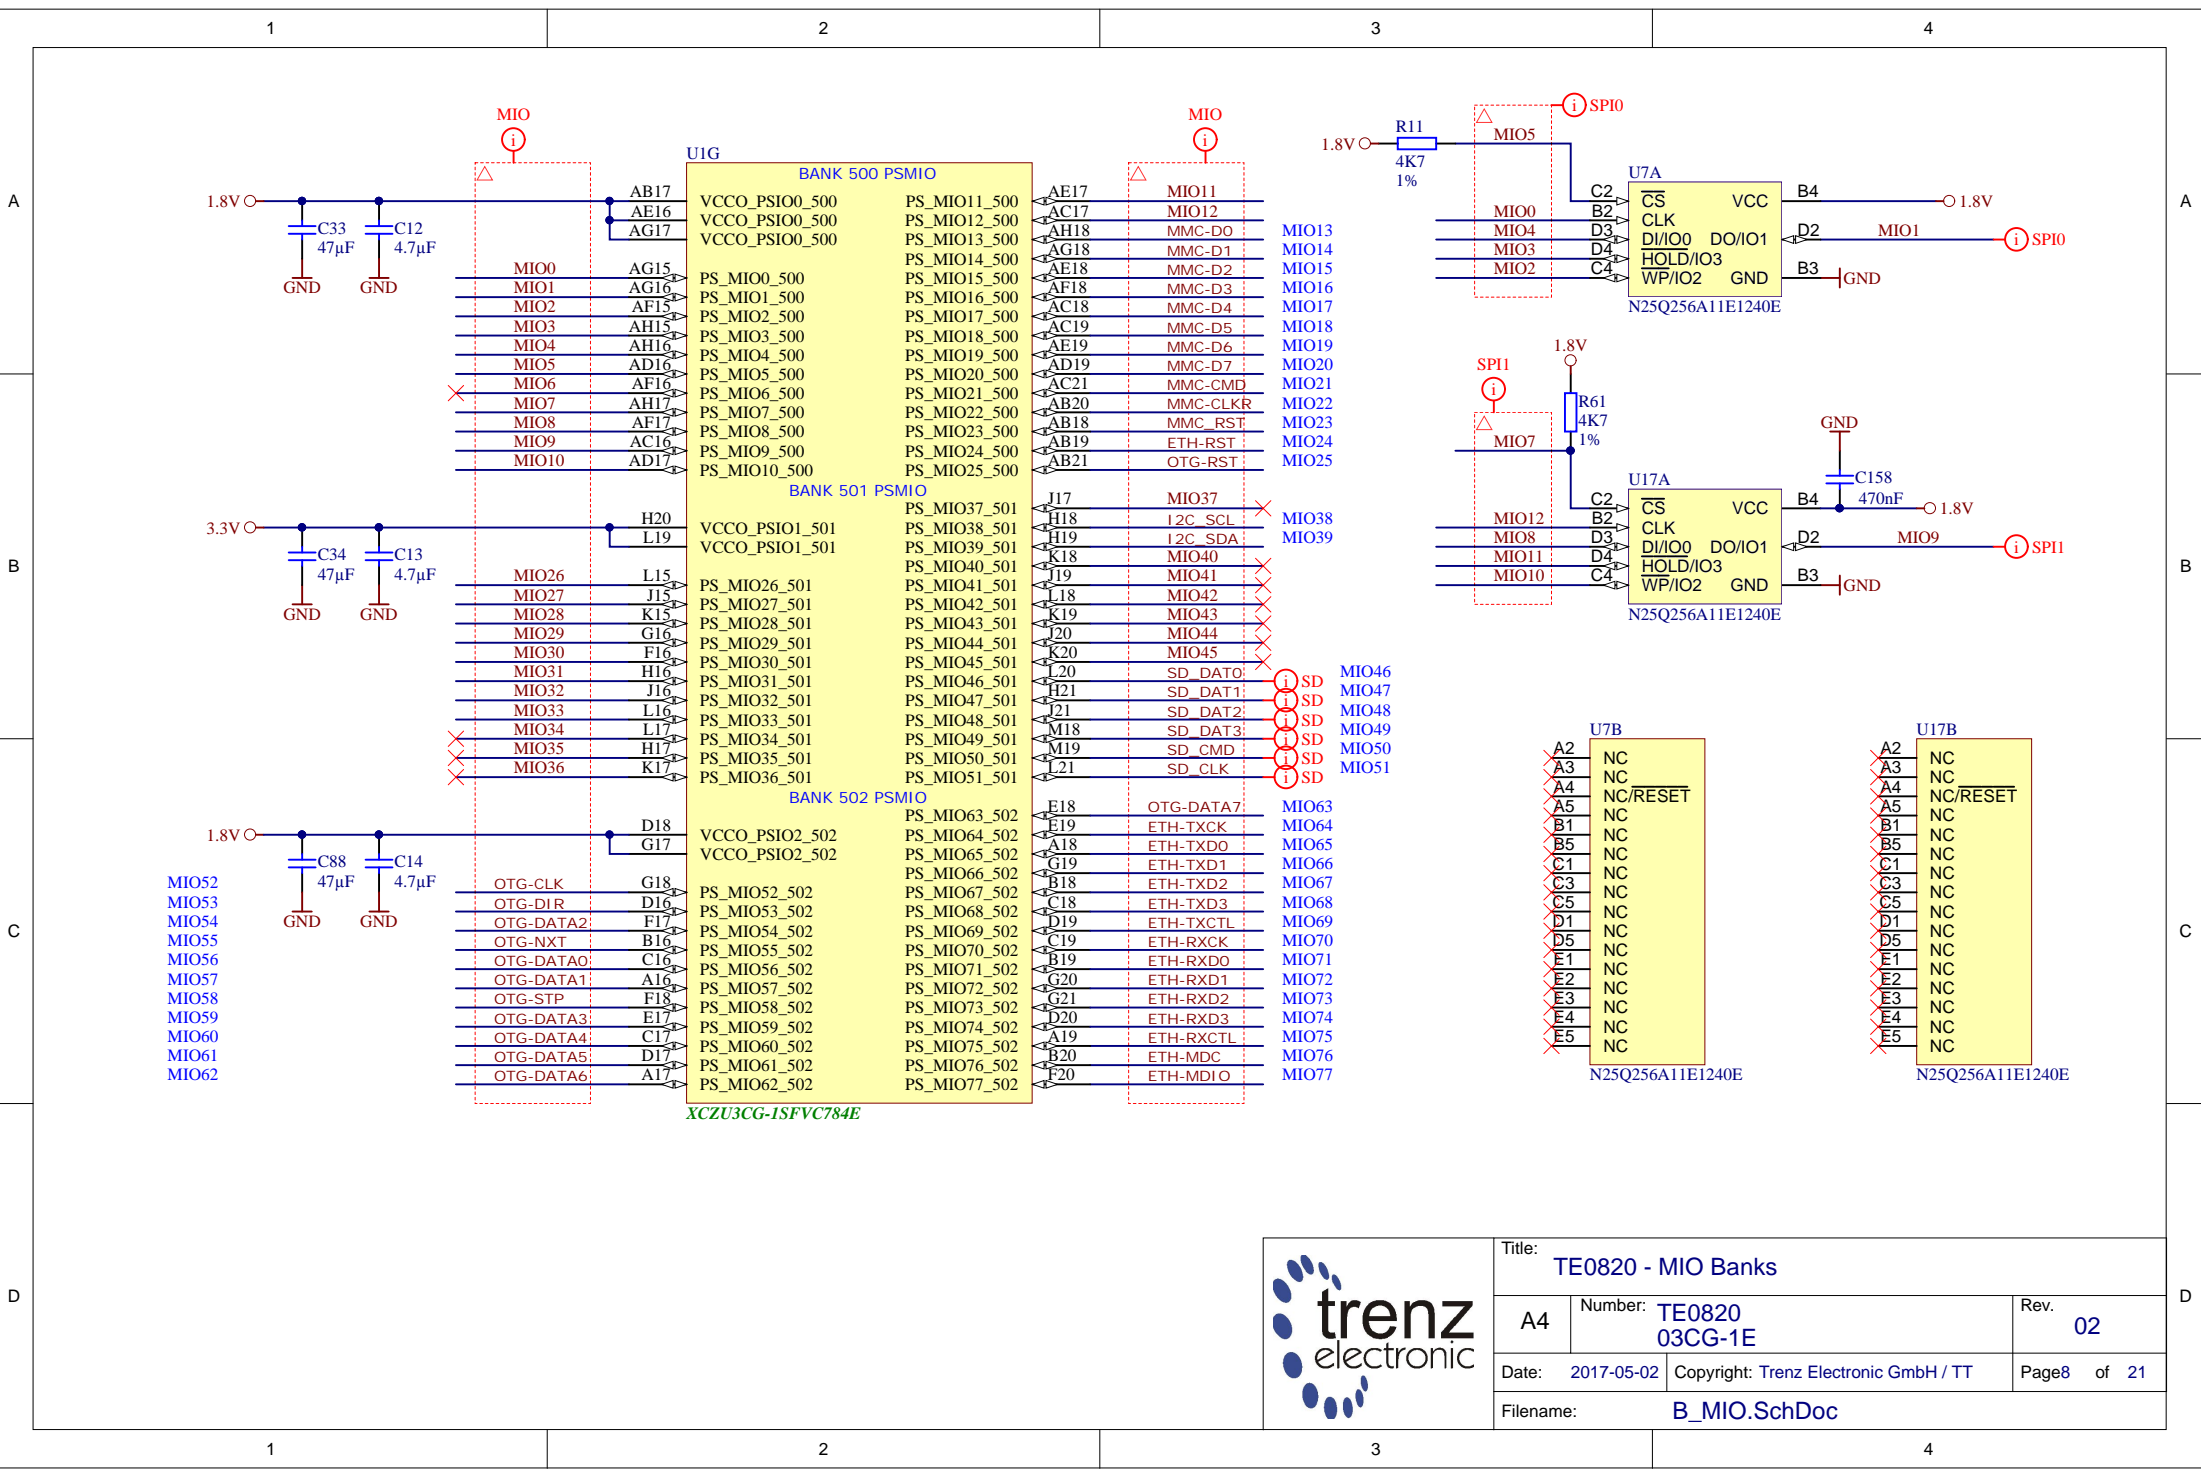 1 2 3 4
A A
B B
C C
D D
MIO
1.8V
C33
47µF
C12
4.7µF
GND GND
MIO0 AG15
MIO1 AG16
MIO2 AF15
MIO3 AH15
MIO4 AH16
MIO5 AD16
MIO6 AF16
MIO7 AH17
MIO8 AF17
MIO9 AC16
MIO10 AD17
3.3V
C34
47µF
C13
4.7µF
GND GND
MIO26 L15
MIO27 J15
MIO28 K15
MIO29 G16
MIO30 F16
MIO31 H16
MIO32 J16
MIO33 L16
MIO34 L17
MIO35 H17
MIO36 K17
1.8V
C88
47µF
C14
4.7µF
GND GND
MIO52 OTG-CLK G18
MIO53 OTG-DIR D16
MIO54 OTG-DATA2 F17
MIO55 OTG-NXT B16
MIO56 OTG-DATA0 C16
MIO57 OTG-DATA1 A16
MIO58 OTG-STP F18
MIO59 OTG-DATA3 E17
MIO60 OTG-DATA4 C17
MIO61 OTG-DATA5 D17
MIO62 OTG-DATA6 A17
U1G
BANK 500 PSMIO
AB17 VCCO_PSIO0_500
AE16 VCCO_PSIO0_500
AG17 VCCO_PSIO0_500
PS_MIO0_500
PS_MIO1_500
PS_MIO2_500
PS_MIO3_500
PS_MIO4_500
PS_MIO5_500
PS_MIO6_500
PS_MIO7_500
PS_MIO8_500
PS_MIO9_500
PS_MIO10_500
BANK 501 PSMIO
H20 VCCO_PSIO1_501
L19 VCCO_PSIO1_501
PS_MIO26_501
PS_MIO27_501
PS_MIO28_501
PS_MIO29_501
PS_MIO30_501
PS_MIO31_501
PS_MIO32_501
PS_MIO33_501
PS_MIO34_501
PS_MIO35_501
PS_MIO36_501
BANK 502 PSMIO
D18 VCCO_PSIO2_502
G17 VCCO_PSIO2_502
PS_MIO52_502
PS_MIO53_502
PS_MIO54_502
PS_MIO55_502
PS_MIO56_502
PS_MIO57_502
PS_MIO58_502
PS_MIO59_502
PS_MIO60_502
PS_MIO61_502
PS_MIO62_502
XCZU3CG-1SFVC784E
MIO
PS_MIO11_500 AE17 MIO11
PS_MIO12_500 AC17 MIO12
PS_MIO13_500 AH18 MMC-D0 MIO13
PS_MIO14_500 AG18 MMC-D1 MIO14
PS_MIO15_500 AE18 MMC-D2 MIO15
PS_MIO16_500 AF18 MMC-D3 MIO16
PS_MIO17_500 AC18 MMC-D4 MIO17
PS_MIO18_500 AC19 MMC-D5 MIO18
PS_MIO19_500 AE19 MMC-D6 MIO19
PS_MIO20_500 AD19 MMC-D7 MIO20
PS_MIO21_500 AC21 MMC-CMD MIO21
PS_MIO22_500 AB20 MMC-CLKR MIO22
PS_MIO23_500 AB18 MMC_RST MIO23
PS_MIO24_500 AB19 ETH-RST MIO24
PS_MIO25_500 AB21 OTG-RST MIO25
PS_MIO37_501 J17 MIO37
PS_MIO38_501 H18 I2C_SCL MIO38
PS_MIO39_501 H19 I2C_SDA MIO39
PS_MIO40_501 K18 MIO40
PS_MIO41_501 J19 MIO41
PS_MIO42_501 L18 MIO42
PS_MIO43_501 K19 MIO43
PS_MIO44_501 J20 MIO44
PS_MIO45_501 K20 MIO45
PS_MIO46_501 L20 SD_DAT0 i SD MIO46
PS_MIO47_501 H21 SD_DAT1 i SD MIO47
PS_MIO48_501 J21 SD_DAT2 i SD MIO48
PS_MIO49_501 M18 SD_DAT3 i SD MIO49
PS_MIO50_501 M19 SD_CMD i SD MIO50
PS_MIO51_501 L21 SD_CLK i SD MIO51
PS_MIO63_502 E18 OTG-DATA7 MIO63
PS_MIO64_502 E19 ETH-TXCK MIO64
PS_MIO65_502 A18 ETH-TXD0 MIO65
PS_MIO66_502 G19 ETH-TXD1 MIO66
PS_MIO67_502 B18 ETH-TXD2 MIO67
PS_MIO68_502 C18 ETH-TXD3 MIO68
PS_MIO69_502 D19 ETH-TXCTL MIO69
PS_MIO70_502 C19 ETH-RXCK MIO70
PS_MIO71_502 B19 ETH-RXD0 MIO71
PS_MIO72_502 G20 ETH-RXD1 MIO72
PS_MIO73_502 G21 ETH-RXD2 MIO73
PS_MIO74_502 D20 ETH-RXD3 MIO74
PS_MIO75_502 A19 ETH-RXCTL MIO75
PS_MIO76_502 B20 ETH-MDC MIO76
PS_MIO77_502 F20 ETH-MDIO MIO77
i SPI0
1.8V
R11
4K7
1%
MIO5
U7A
C2 CS VCC B4 1.8V
MIO0 B2 CLK
MIO4 D3 DI/IO0 DO/IO1 D2 MIO1 i SPI0
MIO3 D4 HOLD/IO3
MIO2 C4 WP/IO2 GND B3 GND
N25Q256A11E1240E
1.8V
SPI1
i
R61
4K7
1%
MIO7
GND
C158
470nF
U17A
C2 CS VCC B4 1.8V
MIO12 B2 CLK
MIO8 D3 DI/IO0 DO/IO1 D2 MIO9 i SPI1
MIO11 D4 HOLD/IO3
MIO10 C4 WP/IO2 GND B3 GND
N25Q256A11E1240E
U7B
A2 NC
A3 NC
A4 NC/RESET
A5 NC
B1 NC
B5 NC
C1 NC
C3 NC
C5 NC
D1 NC
D5 NC
E1 NC
E2 NC
E3 NC
E4 NC
E5 NC
N25Q256A11E1240E
U17B
A2 NC
A3 NC
A4 NC/RESET
A5 NC
B1 NC
B5 NC
C1 NC
C3 NC
C5 NC
D1 NC
D5 NC
E1 NC
E2 NC
E3 NC
E4 NC
E5 NC
N25Q256A11E1240E
trenz
electronic
Title:
TE0820 - MIO Banks
A4
Number: TE0820
03CG-1E
Rev.
02
Date: 2017-05-02
Copyright: Trenz Electronic GmbH / TT
Page8 of 21
Filename: B_MIO.SchDoc
1 2 3 4